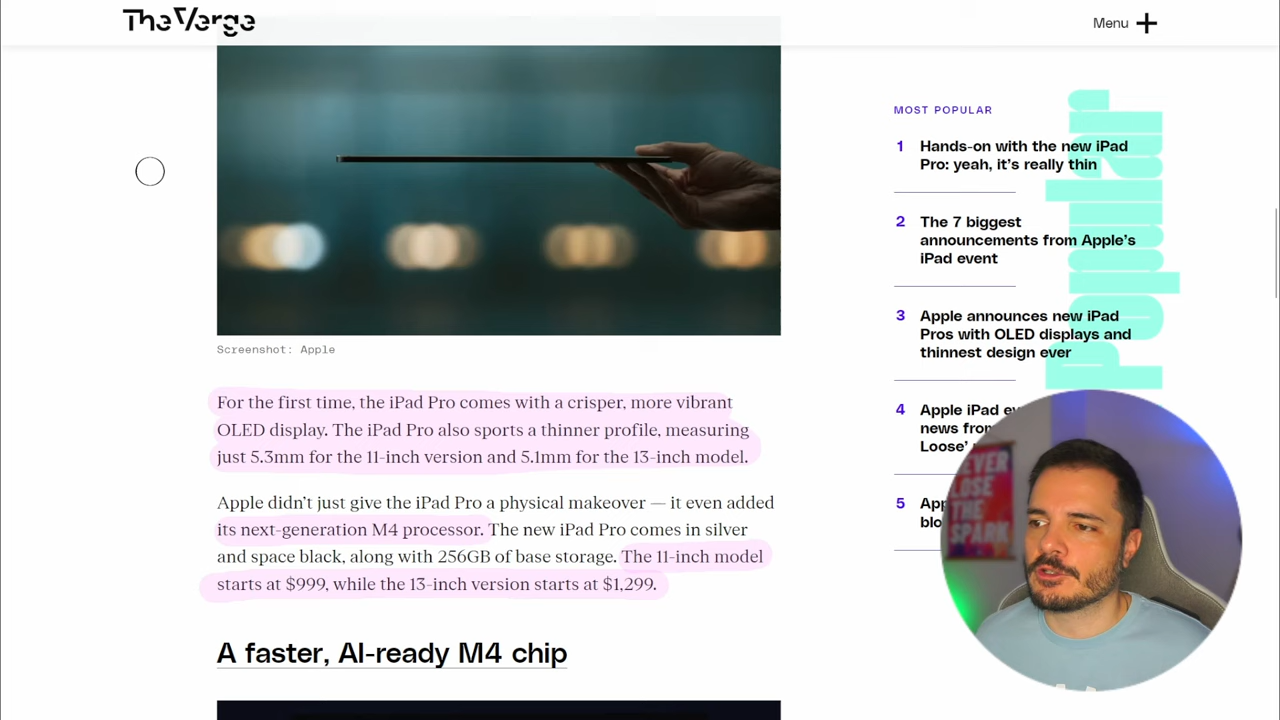 The Verge
Menu
Screenshot: Apple
For the first time, the iPad Pro comes with a crisper, more vibrant
OLED display. The iPad Pro also sports a thinner profile, measuring
just 5.3mm for the 11-inch version and 5.1mm for the 13-inch model.
Apple didn't just give the iPad Pro a physical makeover — it even added
its next-generation M4 processor. The new iPad Pro comes in silver
and space black, along with 256GB of base storage. The 11-inch model
starts at $999, while the 13-inch version starts at $1,299.
A faster, AI-ready M4 chip
MOST POPULAR
Popular
1 Hands-on with the new iPad
Pro: yeah, it's really thin
2 The 7 biggest
announcements from Apple's
iPad event
3 Apple announces new iPad
Pros with OLED displays and
thinnest design ever
4 Apple iPad
news from
Loose'
5
LOSE
THE
SPARK